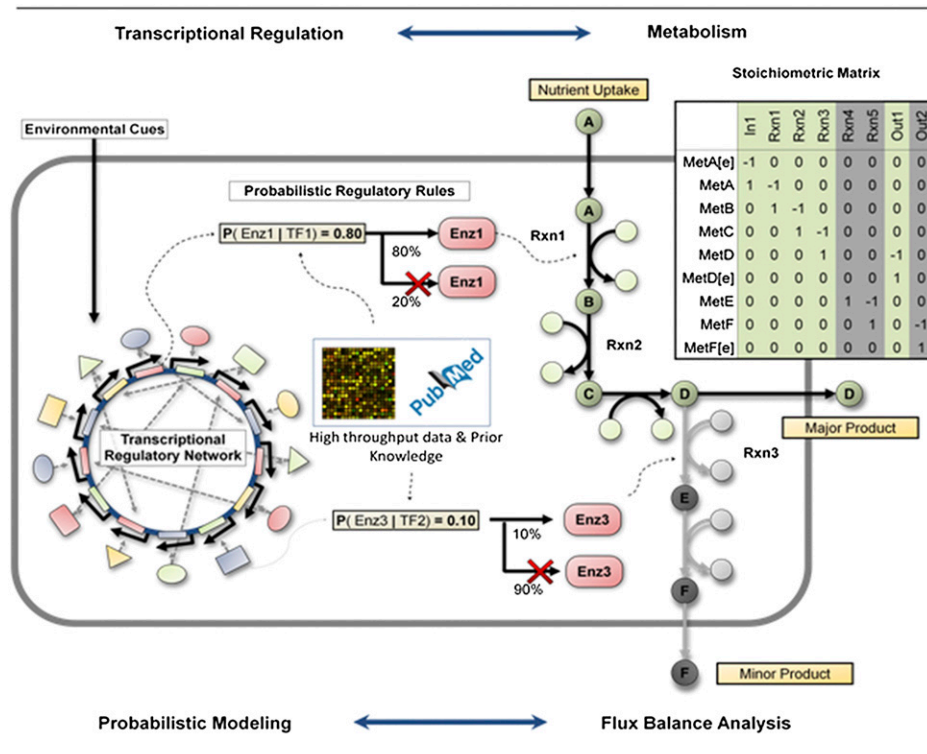 Transcriptional Regulation
Metabolism
Stoichiometric Matrix
Nutrient Uptake
In1 Rxn1 Rxn2 Rxn3 Rxn4 Rxn5 Out1 Out2
MetA[e] -1 0 0 0 0 0 0 0
MetA 1 -1 0 0 0 0 0 0
MetB 0 1 -1 0 0 0 0 0
MetC 0 0 1 -1 0 0 0 0
MetD 0 0 0 1 0 0 -1 0
MetD[e] 0 0 0 0 0 0 1 0
MetE 0 0 0 0 1 -1 0 0
MetF 0 0 0 0 0 1 0 -1
MetF[e] 0 0 0 0 0 0 0 1
Environmental Cues
A
Probabilistic Regulatory Rules
A
P( Enz1 | TF1) = 0.80
Enz1
Rxn1
80%
Enz1
20%
B
Rxn2
PubMed
C
D
D
Major Product
High throughput data & Prior
Knowledge
Transcriptional
Regulatory Network
Rxn3
E
P( Enz3 | TF2) = 0.10
Enz3
10%
Enz3
90%
F
F
Minor Product
Probabilistic Modeling
Flux Balance Analysis